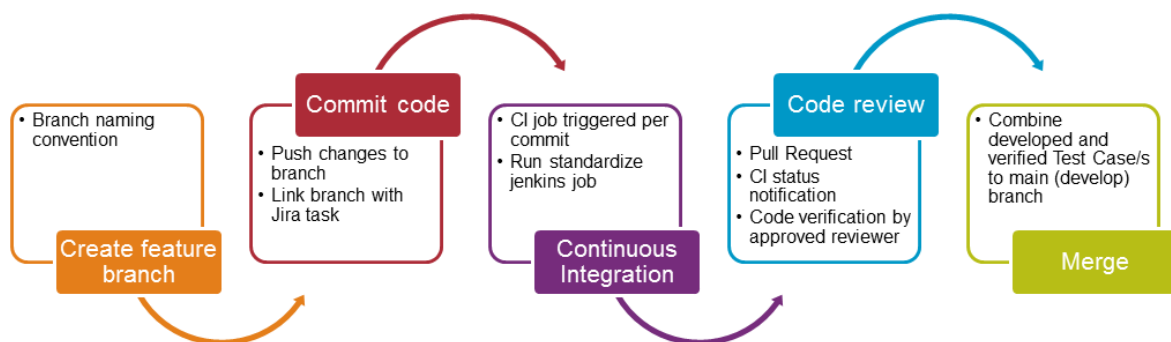 • Branch naming
convention
Create feature
branch
Commit code
• Push changes to
branch
• Link branch with
Jira task
• CI job triggered per
commit
• Run standardize
jenkins job
Continuous
Integration
Code review
• Pull Request
• CI status
notification
• Code verification by
approved reviewer
• Combine
developed and
verified Test Case/s
to main (develop)
branch
Merge